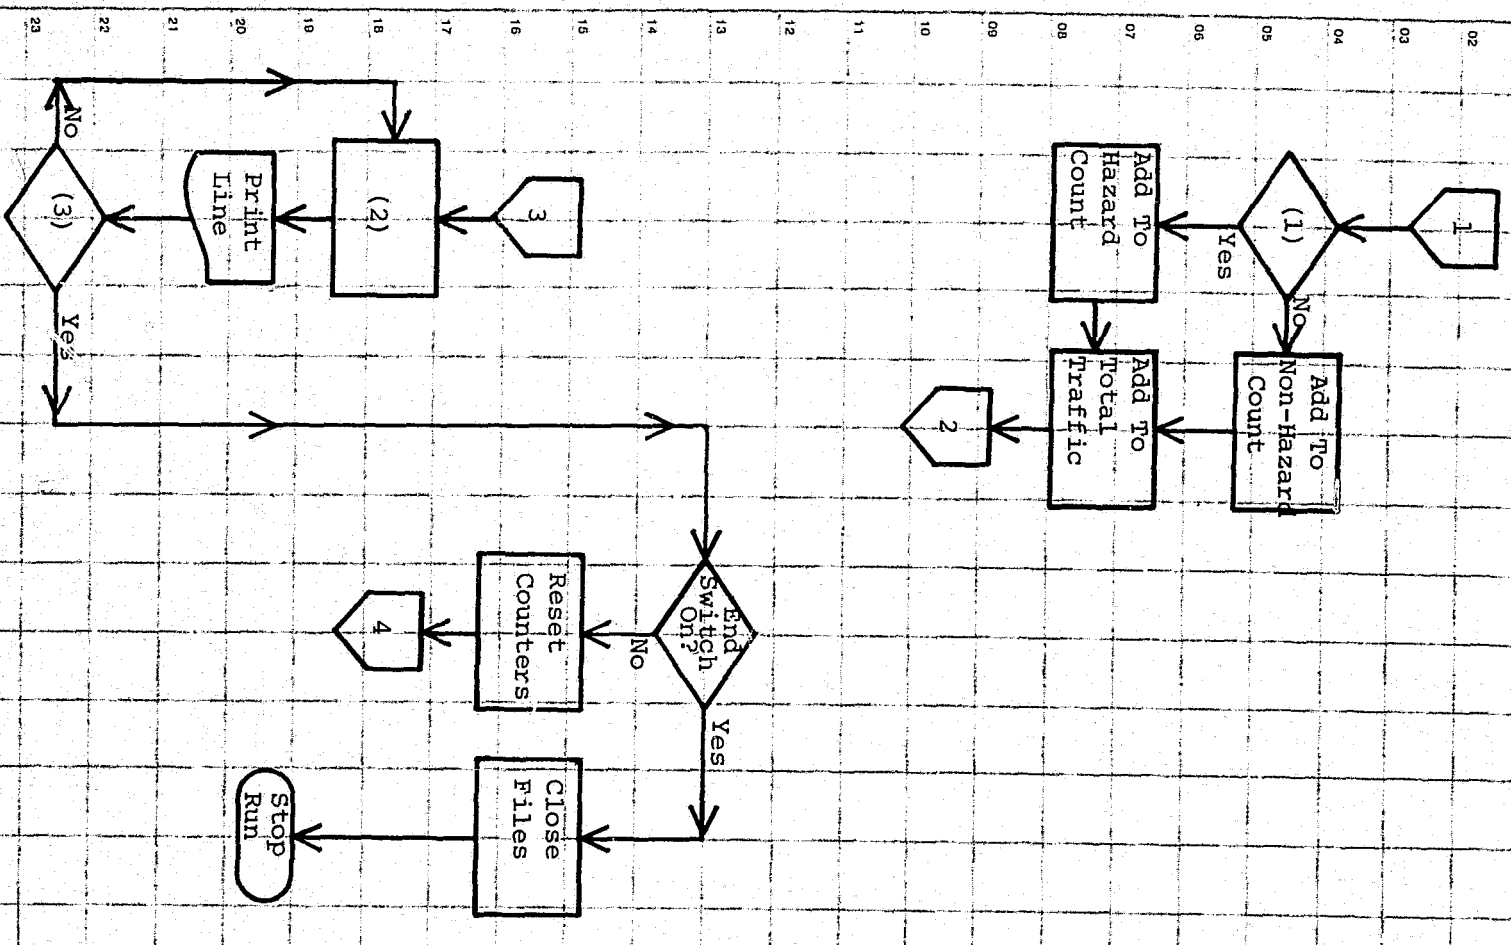 02
03
04
05
06
07
08
09
10
11
12
13
14
15
16
17
18
19
20
21
22
23
1
(1)
No
Yes
Add To
Non-Hazard
Count
Add To
Hazard
Count
Add To
Total
Traffic
2
3
(2)
Print
Line
(3)
No
Yes
End
Switch
On?
No
Yes
Reset
Counters
4
Close
Files
Stop
Run